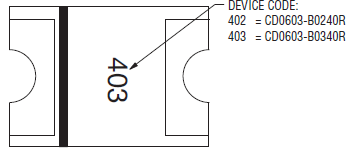 DEVICE CODE:
402 = CD0603-B0240R
403 = CD0603-B0340R
403